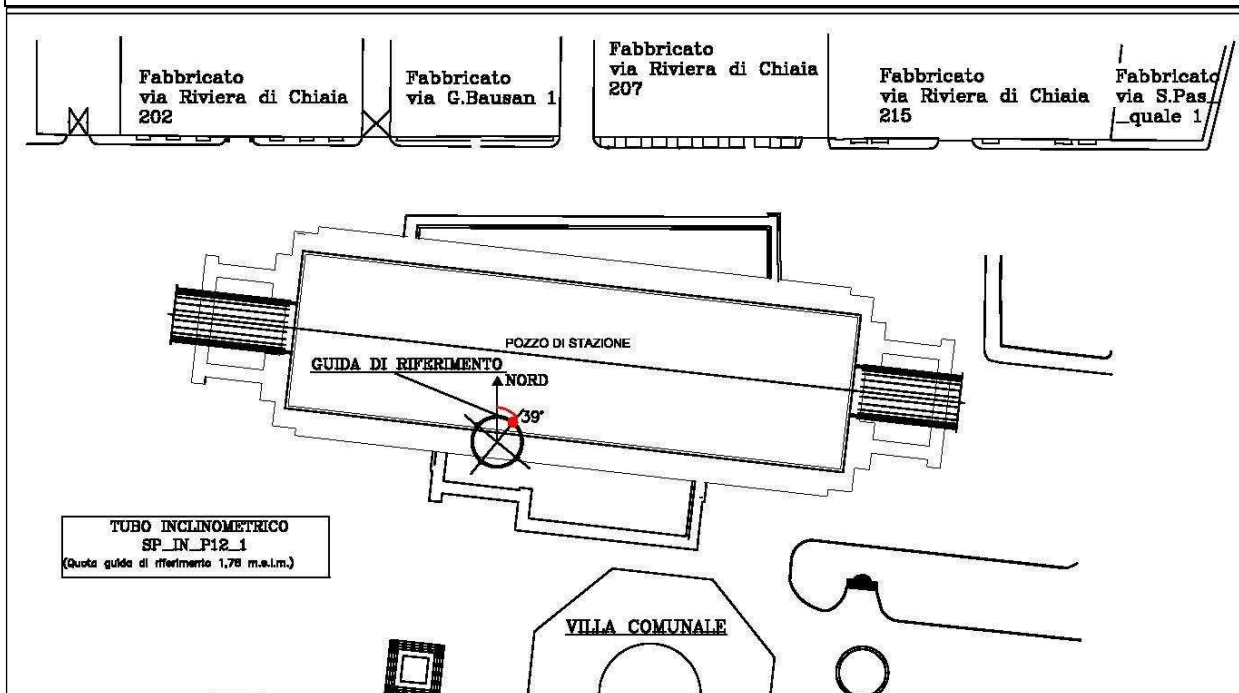 Fabbricato
via Riviera di Chiaia
202
Fabbricato
via G.Bausan 1
Fabbricato
via Riviera di Chiaia
207
Fabbricato
via Riviera di Chiaia
215
Fabbricato
via S.Pas_
_quale 1
POZZO DI STAZIONE
GUIDA DI RIFERIMENTO
NORD
39°
TUBO INCLINOMETRICO
SP_IN_P12_1
(Quota guida di riferimento 1,78 m.s.l.m.)
VILLA COMUNALE